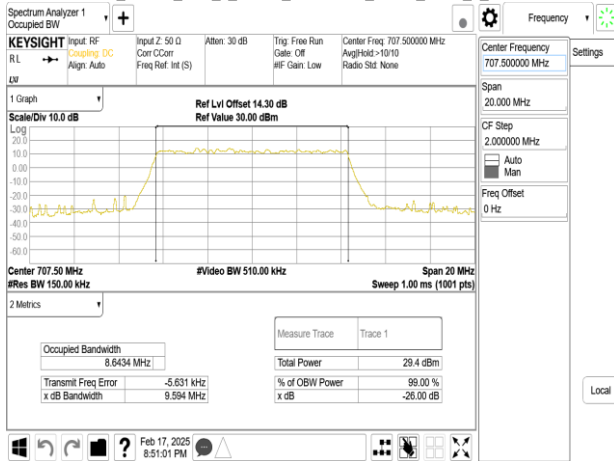 Spectrum Analyzer 1
Occupied BW
Frequency
KEYSIGHT
RL
LXI
Input: RF
Coupling: DC
Align: Auto
Input Z: 50 Ω
Corr CCorr
Freq Ref: Int (S)
Atten: 30 dB
Trig: Free Run
Gate: Off
#IF Gain: Low
Center Freq: 707.500000 MHz
Avg|Hold:>10/10
Radio Std: None
Center Frequency
707.500000 MHz
Settings
Span
20.000 MHz
CF Step
2.000000 MHz
Auto
Man
Freq Offset
0 Hz
Local
1 Graph
Scale/Div 10.0 dB
Ref Lvl Offset 14.30 dB
Ref Value 30.00 dBm
Log
20.0
10.0
0.00
-10.0
-20.0
-30.0
-40.0
-50.0
-60.0
Center 707.50 MHz
#Video BW 510.00 kHz
Span 20 MHz
#Res BW 150.00 kHz
Sweep 1.00 ms (1001 pts)
2 Metrics
Measure Trace Trace 1
Occupied Bandwidth
8.6434 MHz
Total Power 29.4 dBm
Transmit Freq Error -5.631 kHz
% of OBW Power 99.00 %
x dB Bandwidth 9.594 MHz
x dB -26.00 dB
?
Feb 17, 2025
8:51:01 PM